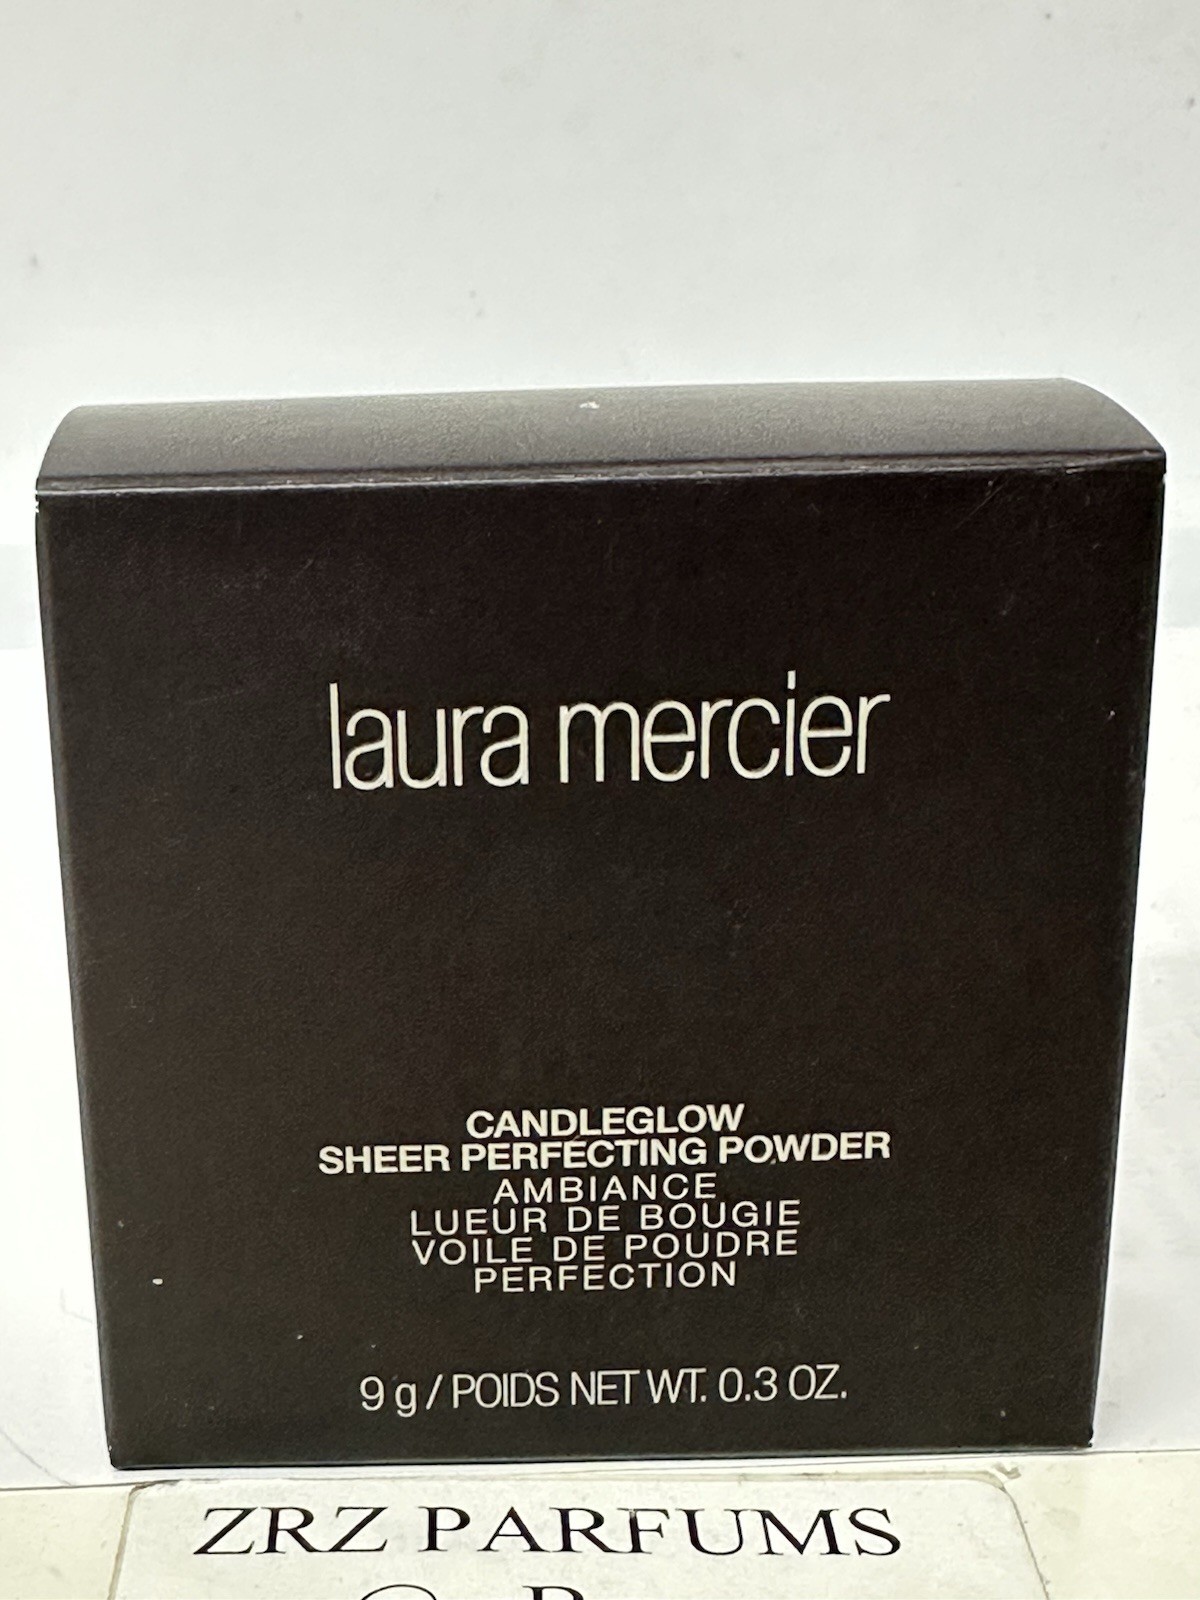 laura mercier
CANDLEGLOW
SHEER PERFECTING POWDER
AMBIANCE
LUEUR DE BOUGIE
VOILE DE POUDRE
PERFECTION
9 g / POIDS NET WT. 0.3 OZ.
ZRZ PARFUMS